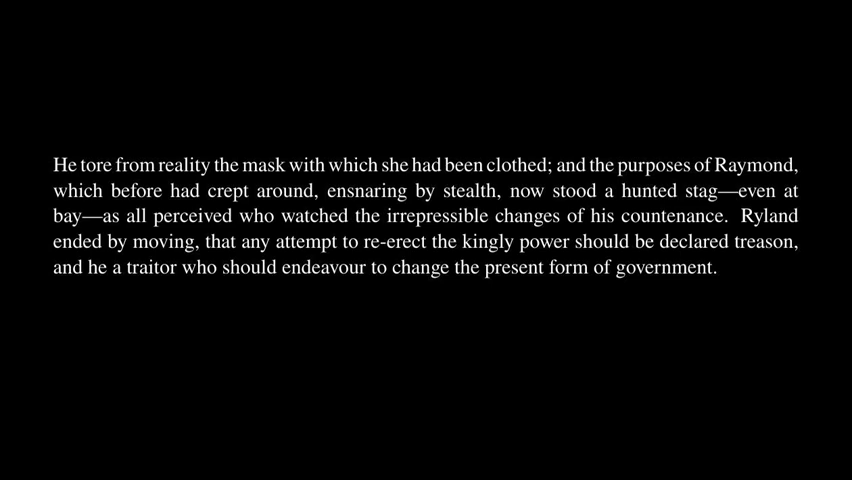 He tore from reality the mask with which she had been clothed; and the purposes of Raymond,
which before had crept around, ensnaring by stealth, now stood a hunted stag—even at
bay—as all perceived who watched the irrepressible changes of his countenance. Ryland
ended by moving, that any attempt to re-erect the kingly power should be declared treason,
and he a traitor who should endeavour to change the present form of government.